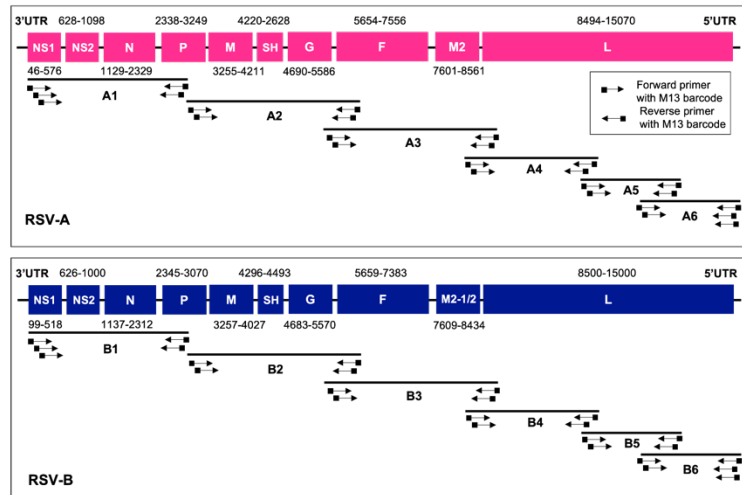 3'UTR 628-1098 2338-3249 4220-2628 5654-7556 8494-15070 5'UTR
NS1 NS2 N P M SH G F M2 L
46-576 1129-2329 3255-4211 4690-5586 7601-8561
A1
A2
A3
A4
A5
A6
Forward primer
with M13 barcode
Reverse primer
with M13 barcode
RSV-A
3'UTR 626-1000 2345-3070 4296-4493 5659-7383 8500-15000 5'UTR
NS1 NS2 N P M SH G F M2-1/2 L
99-518 1137-2312 3257-4027 4683-5570 7609-8434
B1
B2
B3
B4
B5
B6
RSV-B